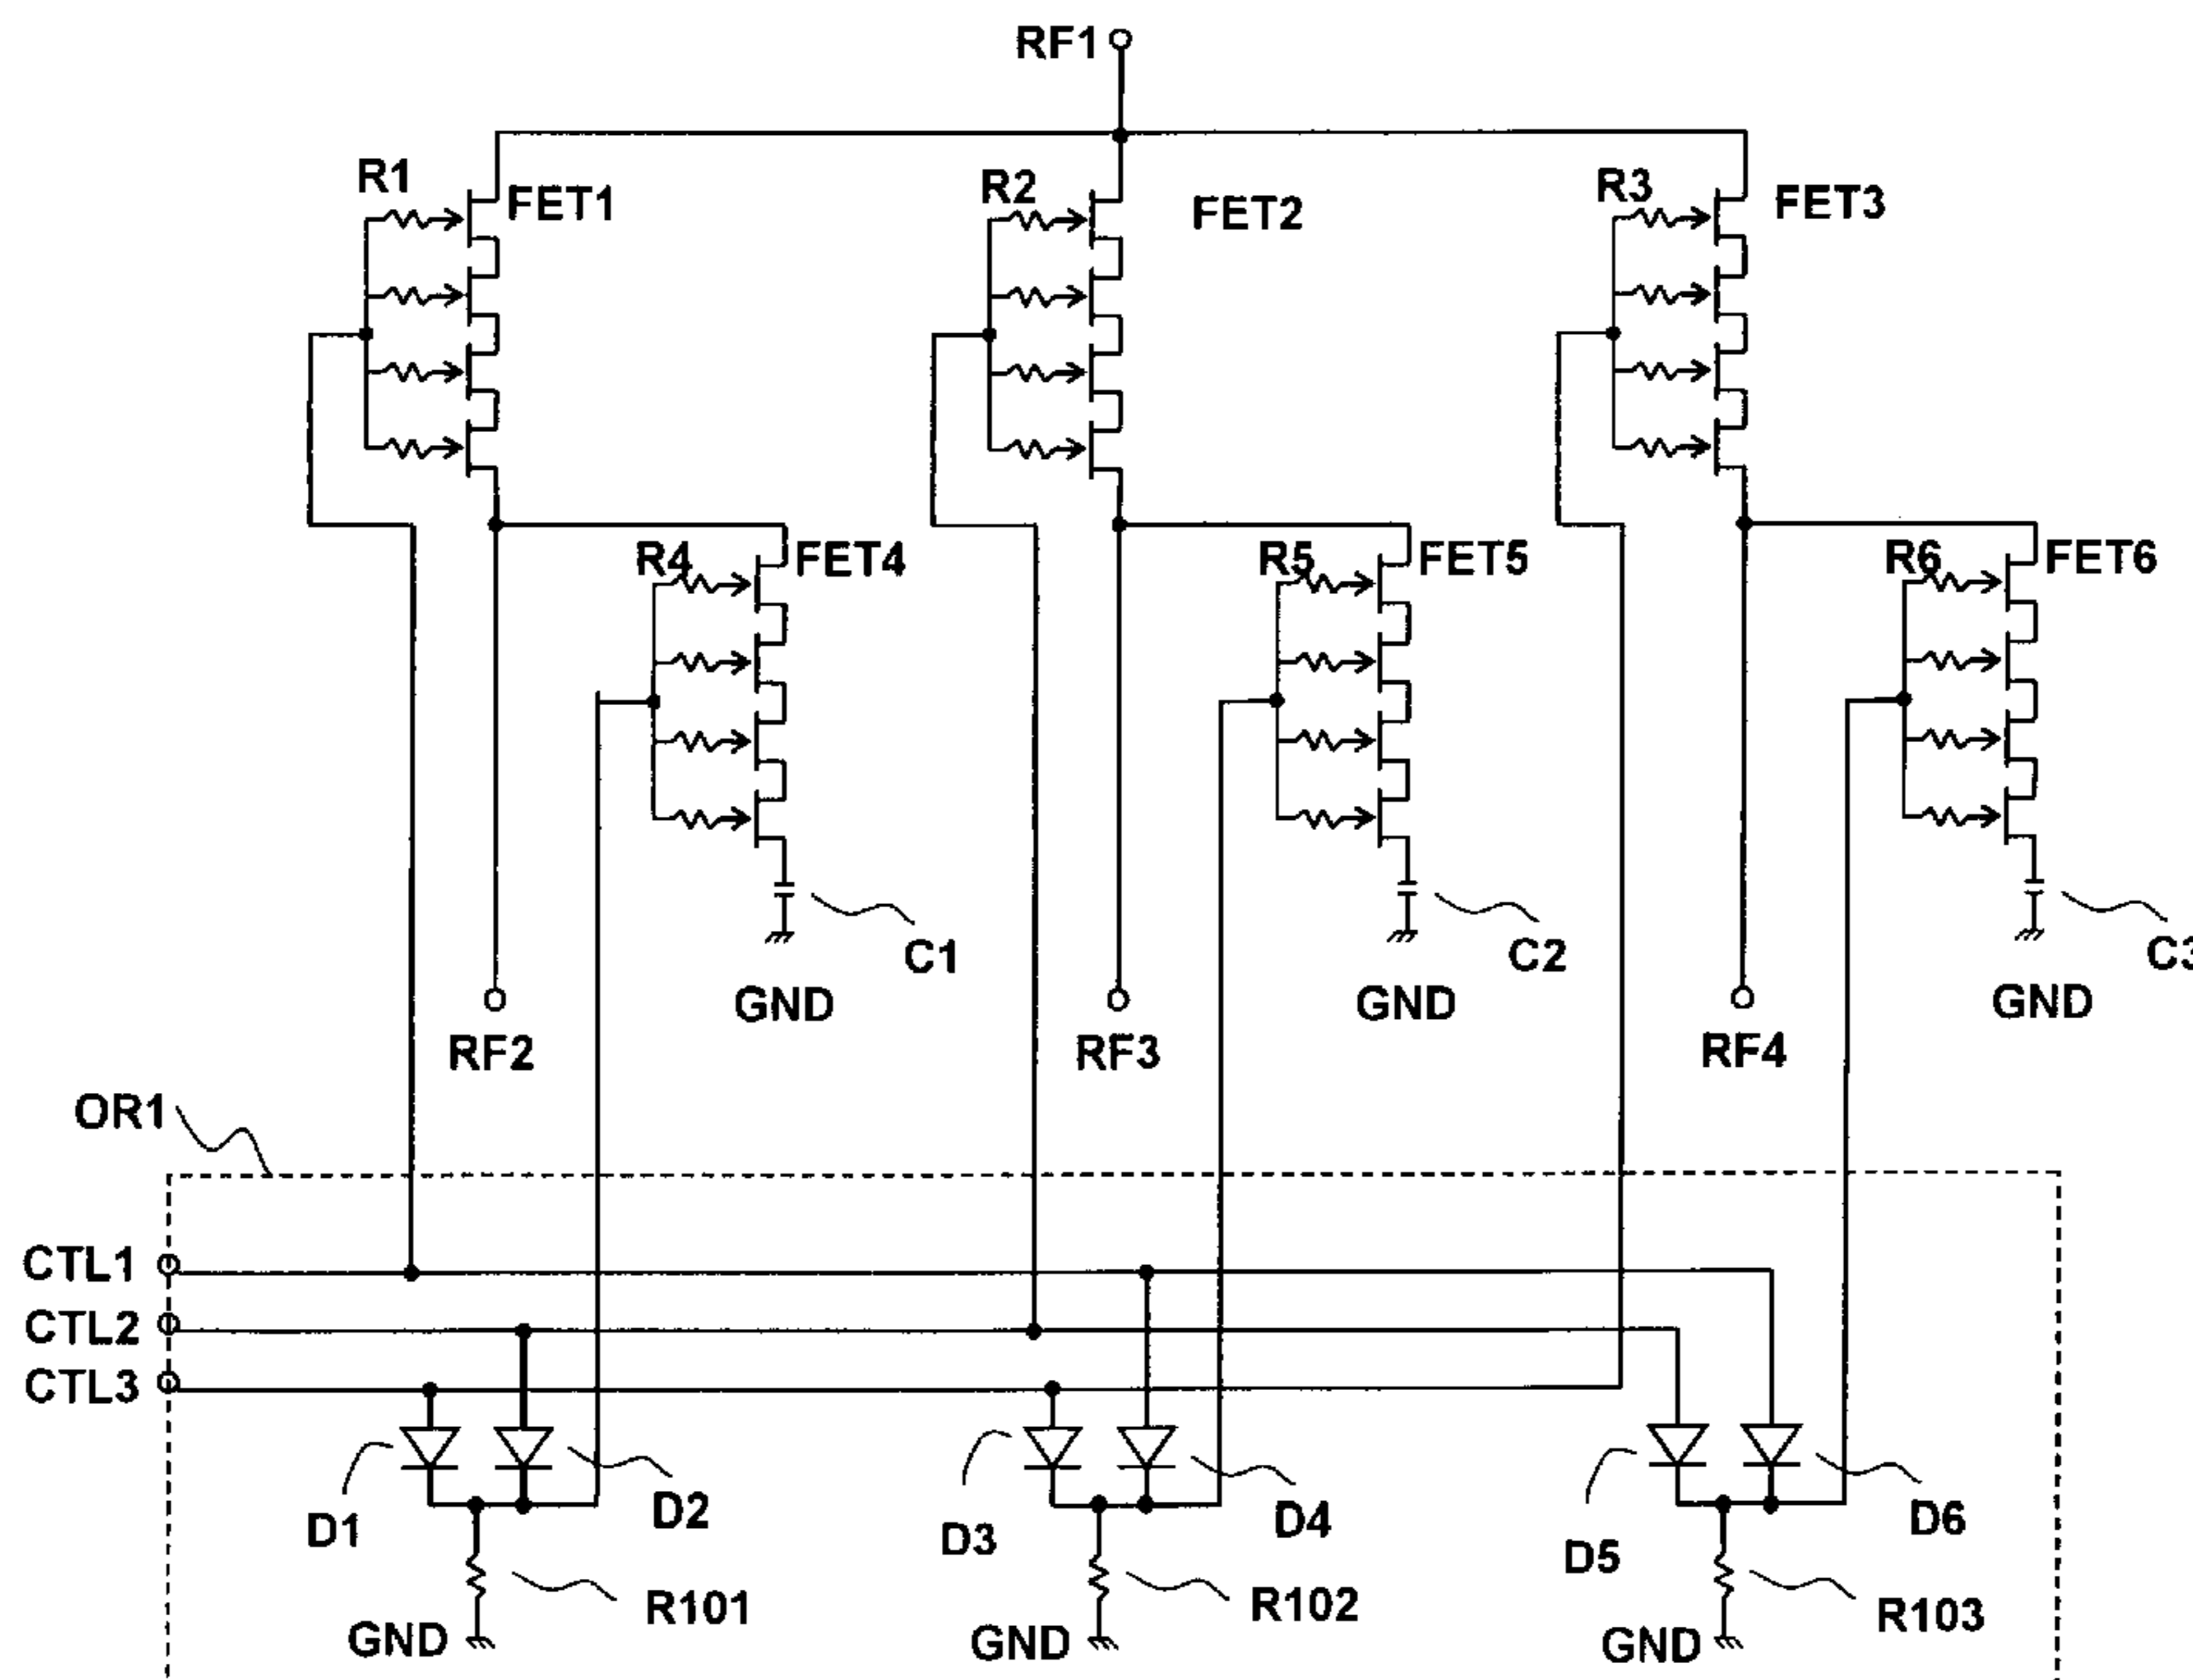 RF1
R1
FET1
R2
FET2
R3
FET3
R4
FET4
R5
FET5
R6
FET6
C1
C2
C3
GND
GND
GND
RF2
RF3
RF4
OR1
CTL1
CTL2
CTL3
D1
D2
D3
D4
D5
D6
R101
R102
R103
GND
GND
GND